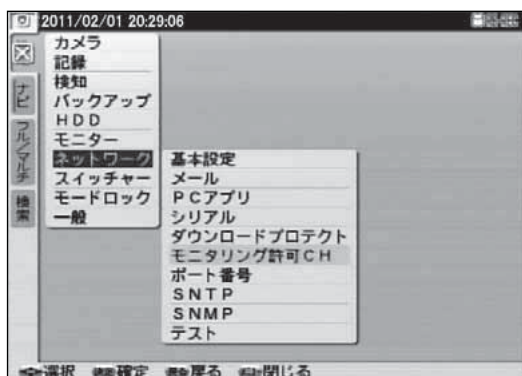 2011/02/01 20:29:06
カメラ
記録
検知
バックアップ
HDD
モニター
ネットワーク
スイッチャー
モードロック
一般
ナビ
フル/マルチ
検索
基本設定
メール
PCアプリ
シリアル
ダウンロードプロテクト
モニタリング許可CH
ポート番号
SNTP
SNMP
テスト
選択 確定 戻る 閉じる